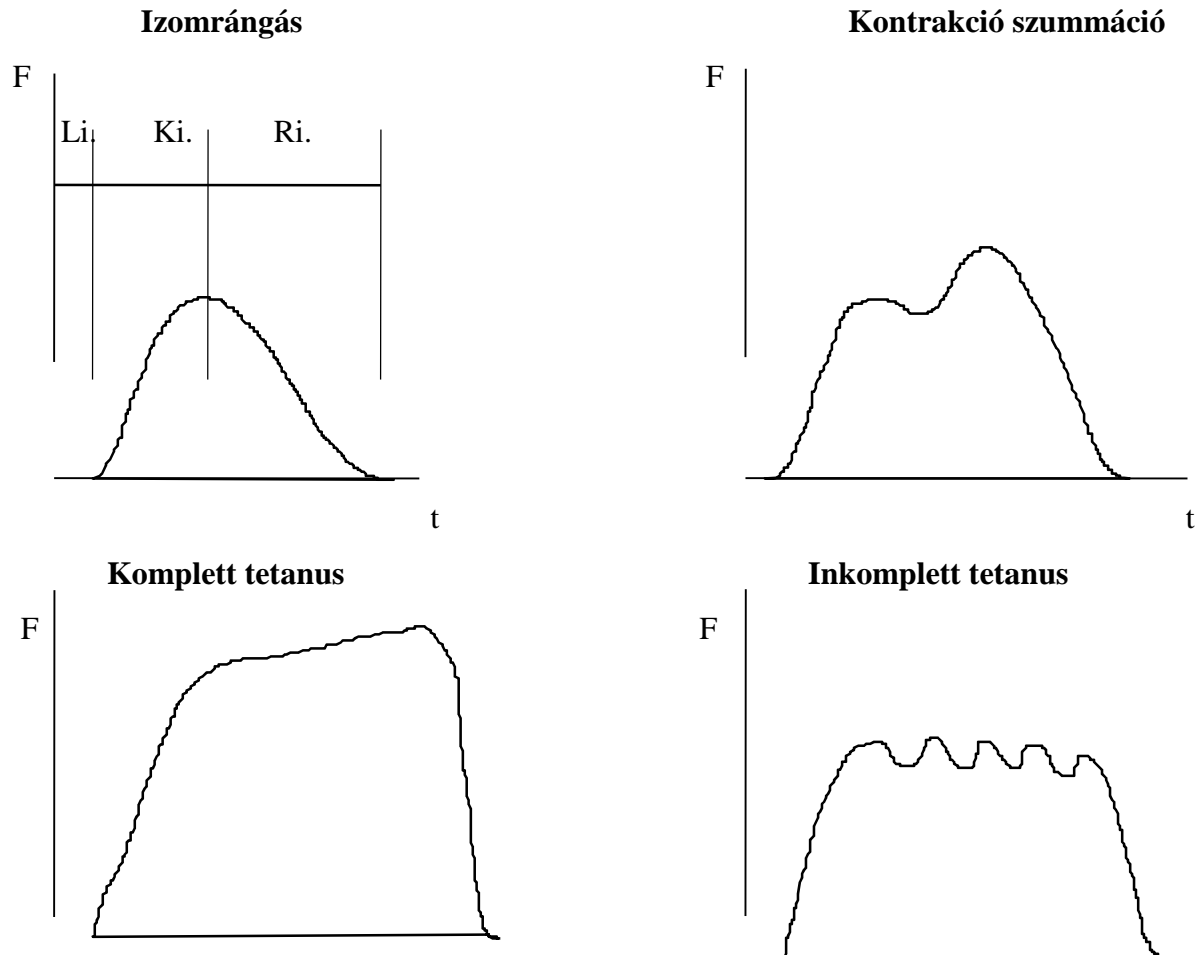 Izomrángás
Kontrakció szummáció
F
F
Li. Ki. Ri.
t
t
Komplett tetanus
Inkomplett tetanus
F
F